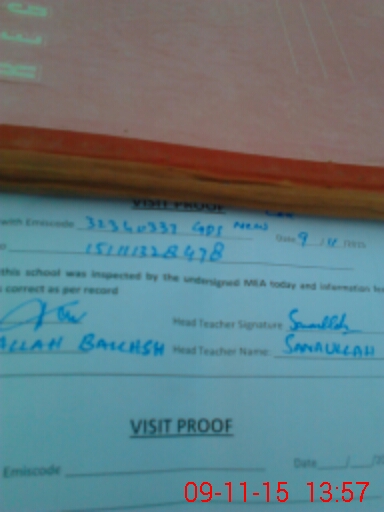 VISIT PROOF
with Emiscode 32340337 GPS
Date 9/11/2015
o 151111328478
this school was inspected by the undersigned MEA today and information
correct as per record
Head Teacher Signature
ALLAH BAKHSH Head Teacher Name: SANAULLAH
VISIT PROOF
Emiscode Date / /
09-11-15 13:57